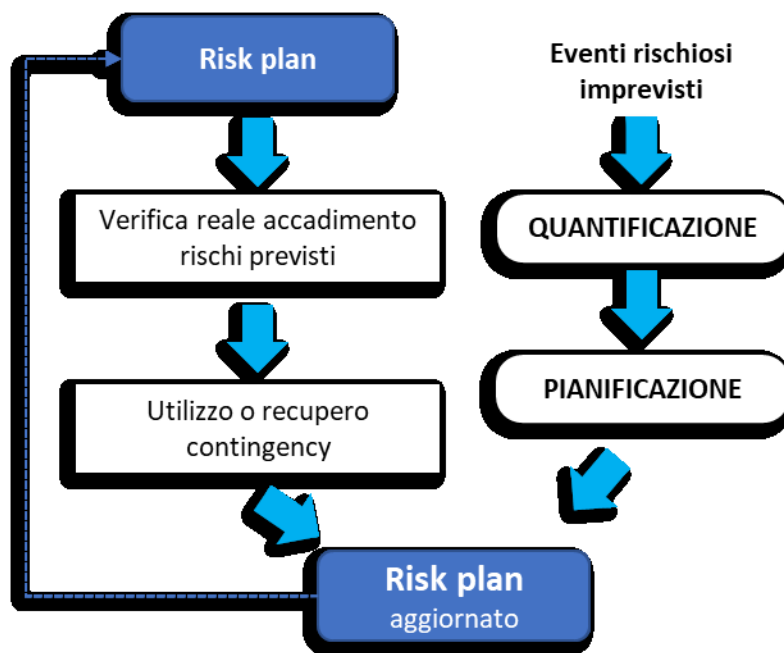 Risk plan
Eventi rischiosi
imprevisti
Verifica reale accadimento
rischi previsti
QUANTIFICAZIONE
Utilizzo o recupero
contingency
PIANIFICAZIONE
Risk plan
aggiornato